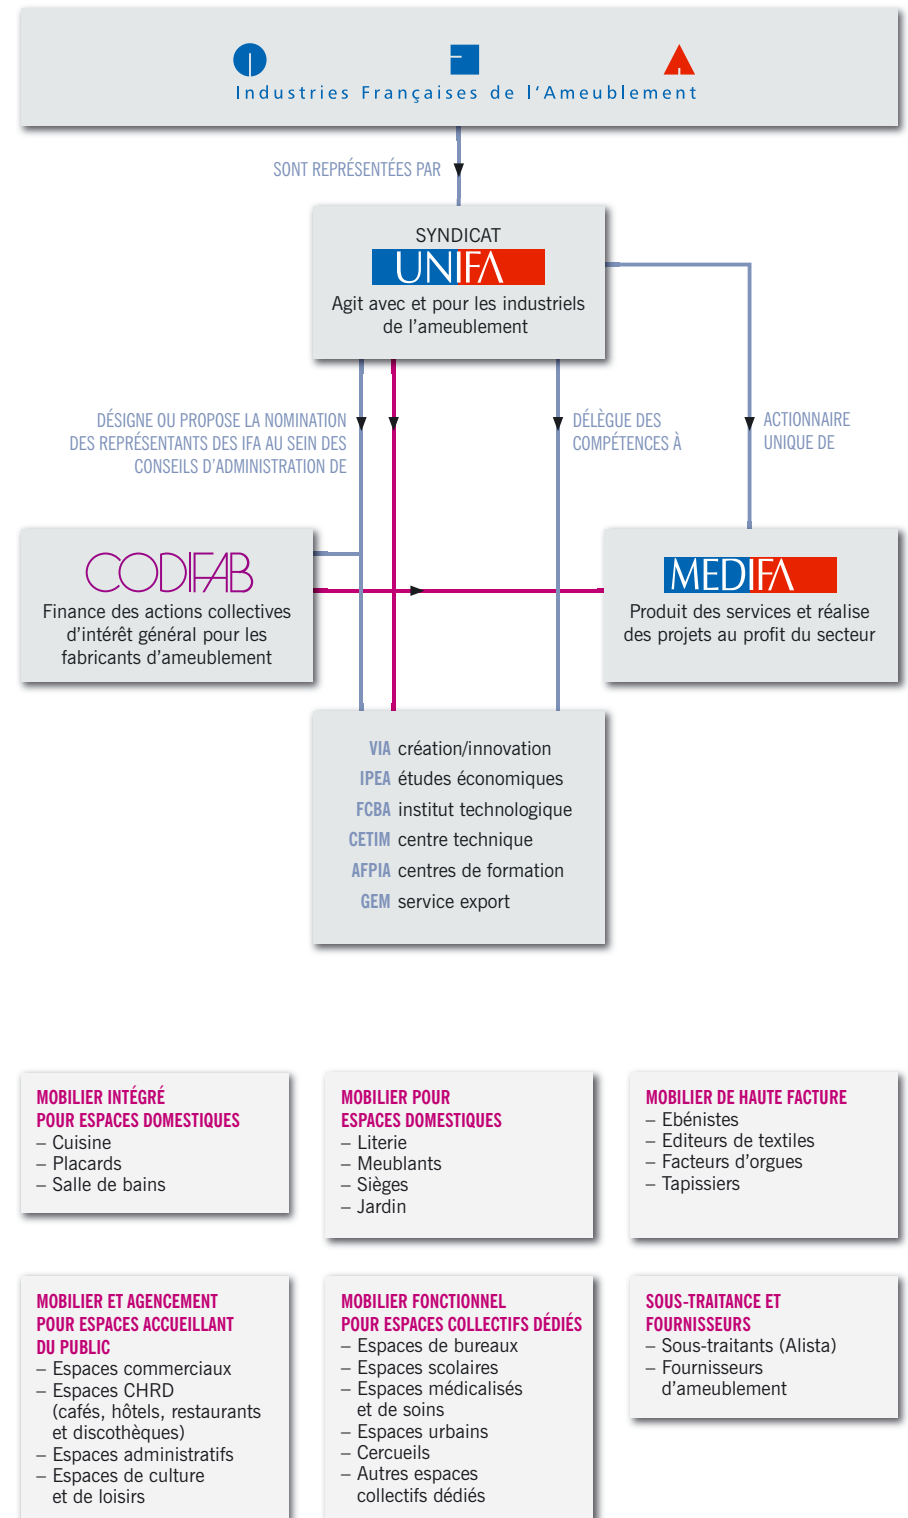 Industries Françaises de l'Ameublement
SONT REPRÉSENTÉES PAR
SYNDICAT
UNIFA
Agit avec et pour les industriels
de l'ameublement
DÉSIGNE OU PROPOSE LA NOMINATION
DES REPRÉSENTANTS DES IFA AU SEIN DES
CONSEILS D'ADMINISTRATION DE
DÉLÈGUE DES
COMPÉTENCES À
ACTIONNAIRE
UNIQUE DE
CODIFAB
Finance des actions collectives
d'intérêt général pour les
fabricants d'ameublement
MEDIFA
Produit des services et réalise
des projets au profit du secteur
VIA création/innovation
IPEA études économiques
FCBA institut technologique
CETIM centre technique
AFPIA centres de formation
GEM service export
MOBILIER INTÉGRÉ
POUR ESPACES DOMESTIQUES
– Cuisine
– Placards
– Salle de bains
MOBILIER POUR
ESPACES DOMESTIQUES
– Literie
– Meublants
– Sièges
– Jardin
MOBILIER DE HAUTE FACTURE
– Ebénistes
– Editeurs de textiles
– Facteurs d'orgues
– Tapissiers
MOBILIER ET AGENCEMENT
POUR ESPACES ACCUEILLANT
DU PUBLIC
– Espaces commerciaux
– Espaces CHRD
(cafés, hôtels, restaurants
et discothèques)
– Espaces administratifs
– Espaces de culture
et de loisirs
MOBILIER FONCTIONNEL
POUR ESPACES COLLECTIFS DÉDIÉS
– Espaces de bureaux
– Espaces scolaires
– Espaces médicalisés
et de soins
– Espaces urbains
– Cercueils
– Autres espaces
collectifs dédiés
SOUS-TRAITANCE ET
FOURNISSEURS
– Sous-traitants (Alista)
– Fournisseurs
d'ameublement